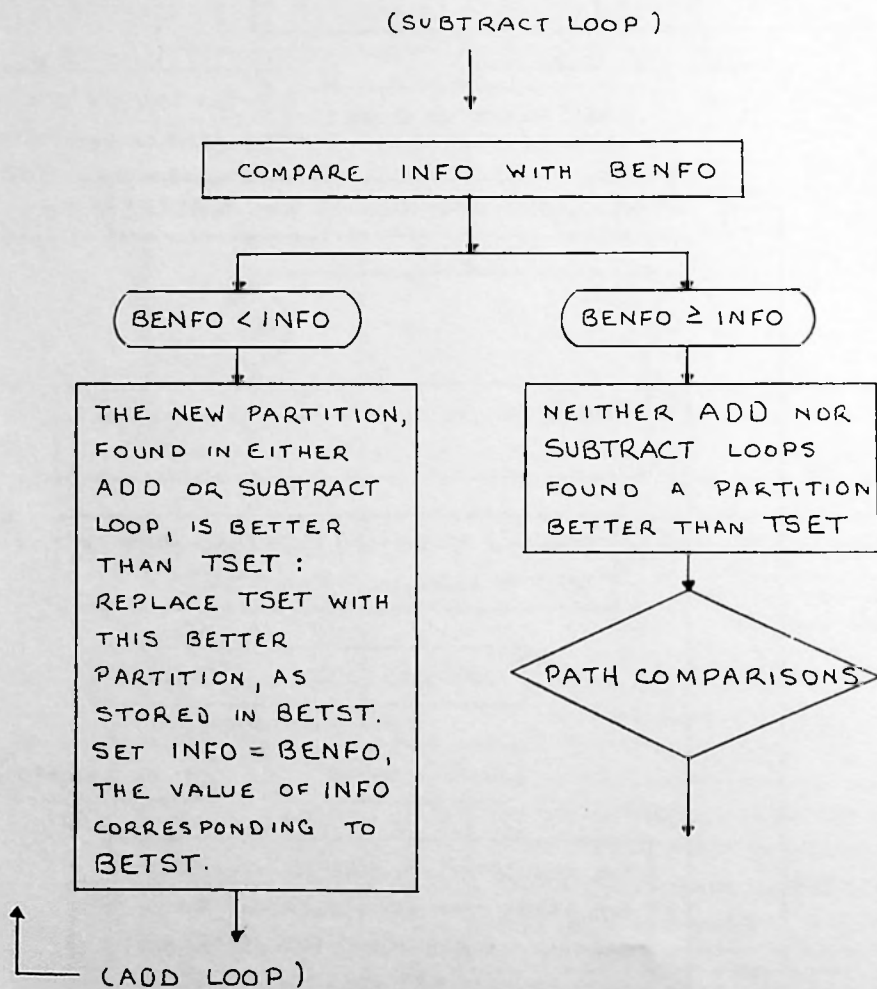 (SUBTRACT LOOP)
COMPARE INFO WITH BENFO
BENFO < INFO
BENFO ≥ INFO
THE NEW PARTITION,
FOUND IN EITHER
ADD OR SUBTRACT
LOOP, IS BETTER
THAN TSET:
REPLACE TSET WITH
THIS BETTER
PARTITION, AS
STORED IN BETST.
SET INFO = BENFO,
THE VALUE OF INFO
CORRESPONDING TO
BETST.
NEITHER ADD NOR
SUBTRACT LOOPS
FOUND A PARTITION
BETTER THAN TSET
PATH COMPARISONS
(ADD LOOP)